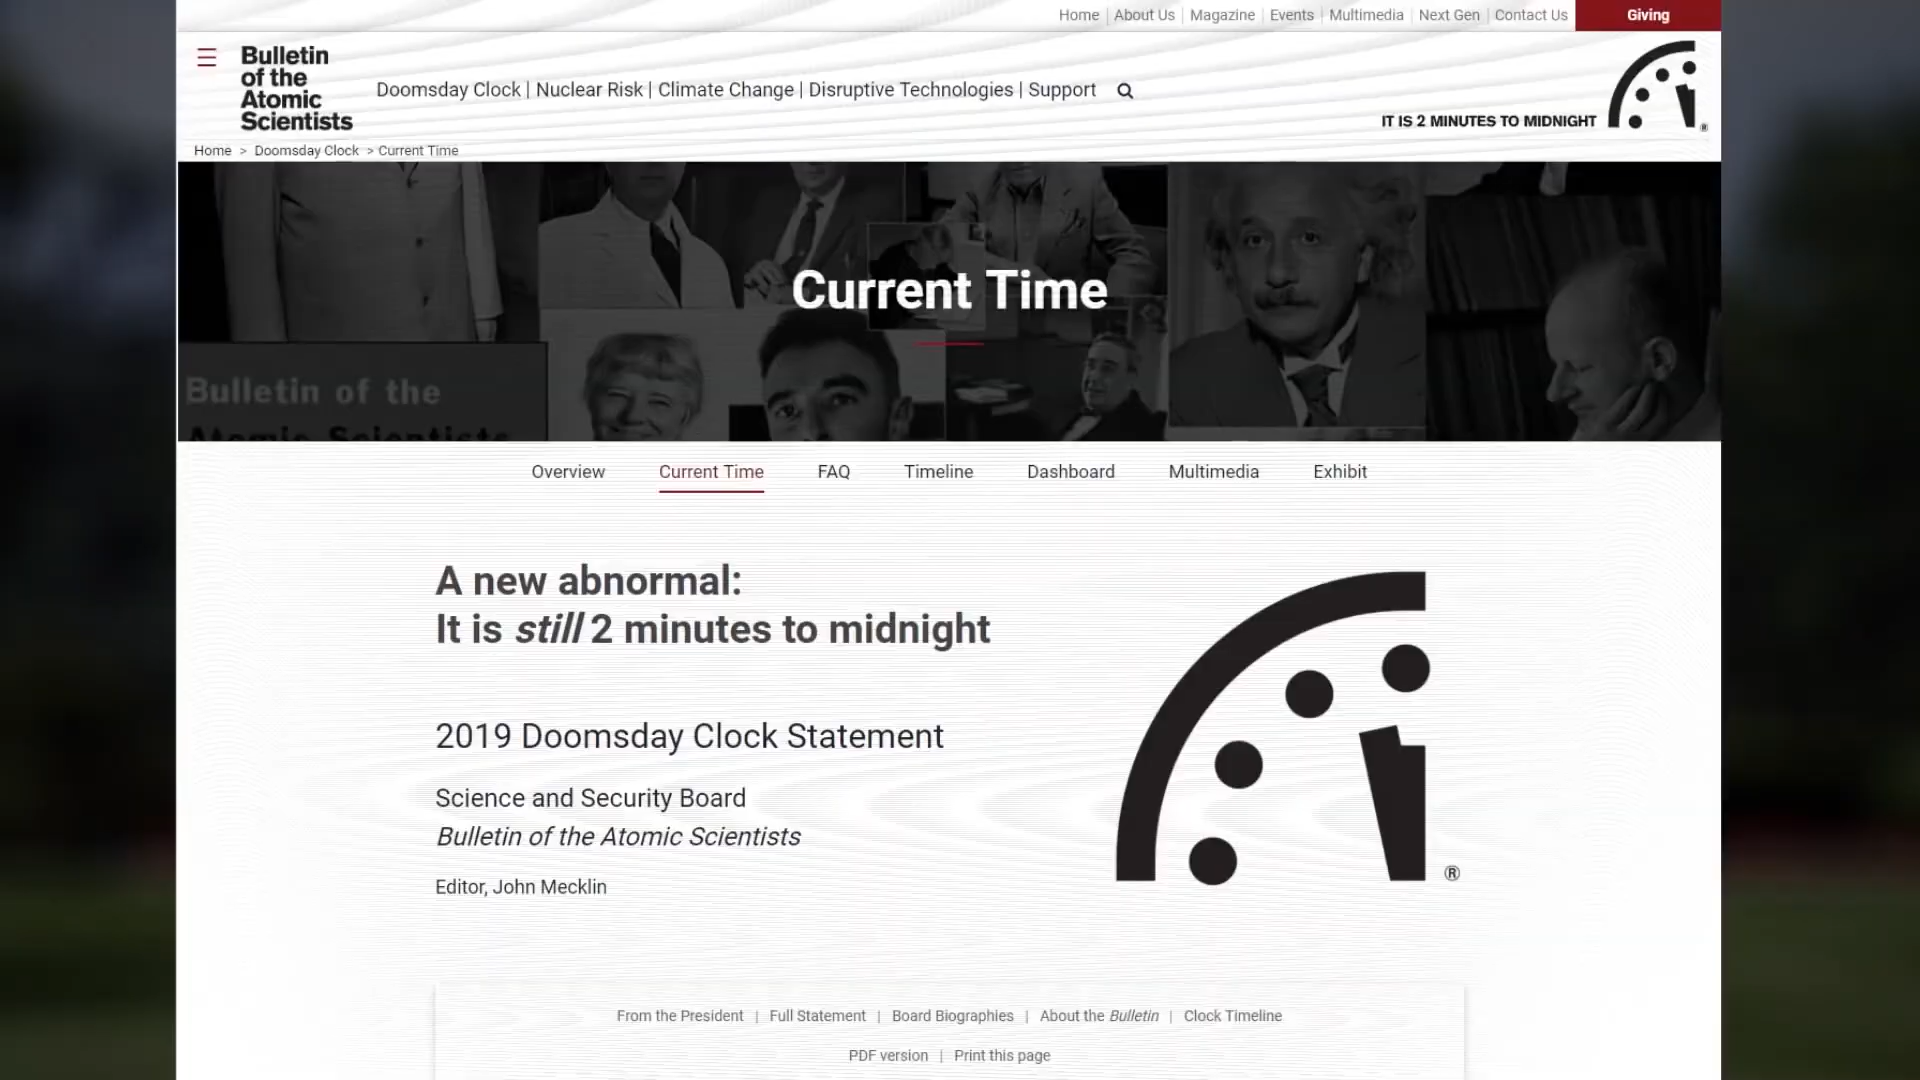 Home | About Us | Magazine | Events | Multimedia | Next Gen | Contact Us
Giving
Bulletin
of the
Atomic
Scientists
Doomsday Clock | Nuclear Risk | Climate Change | Disruptive Technologies | Support
IT IS 2 MINUTES TO MIDNIGHT
®
Home > Doomsday Clock > Current Time
Current Time
Bulletin of the
Atomic Scientists
Overview
Current Time
FAQ
Timeline
Dashboard
Multimedia
Exhibit
A new abnormal:
It is still 2 minutes to midnight
2019 Doomsday Clock Statement
Science and Security Board
Bulletin of the Atomic Scientists
Editor, John Mecklin
®
From the President | Full Statement | Board Biographies | About the Bulletin | Clock Timeline
PDF version | Print this page